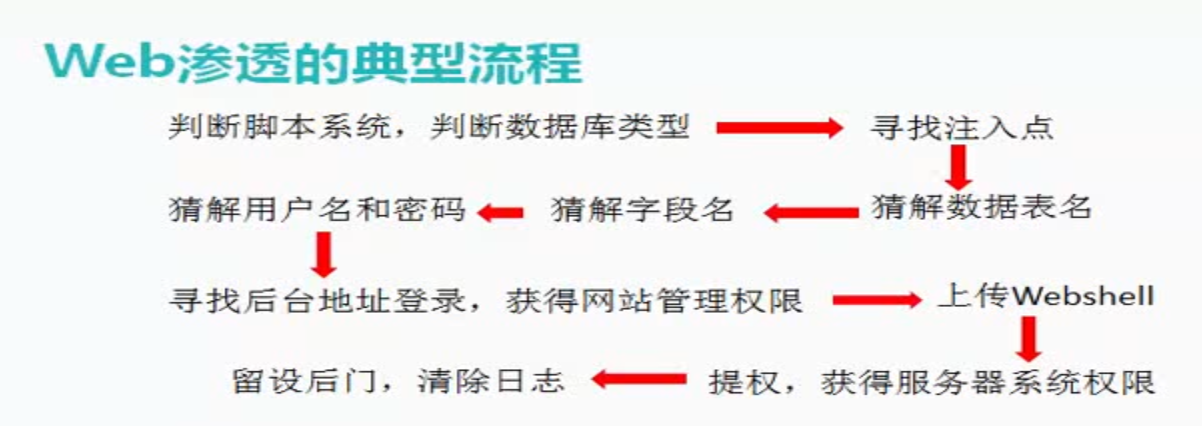 Web渗透的典型流程
判断脚本系统，判断数据库类型 寻找注入点
猜解用户名和密码 猜解字段名 猜解数据表名
寻找后台地址登录，获得网站管理权限 上传Webshell
留设后门，清除日志 提权，获得服务器系统权限